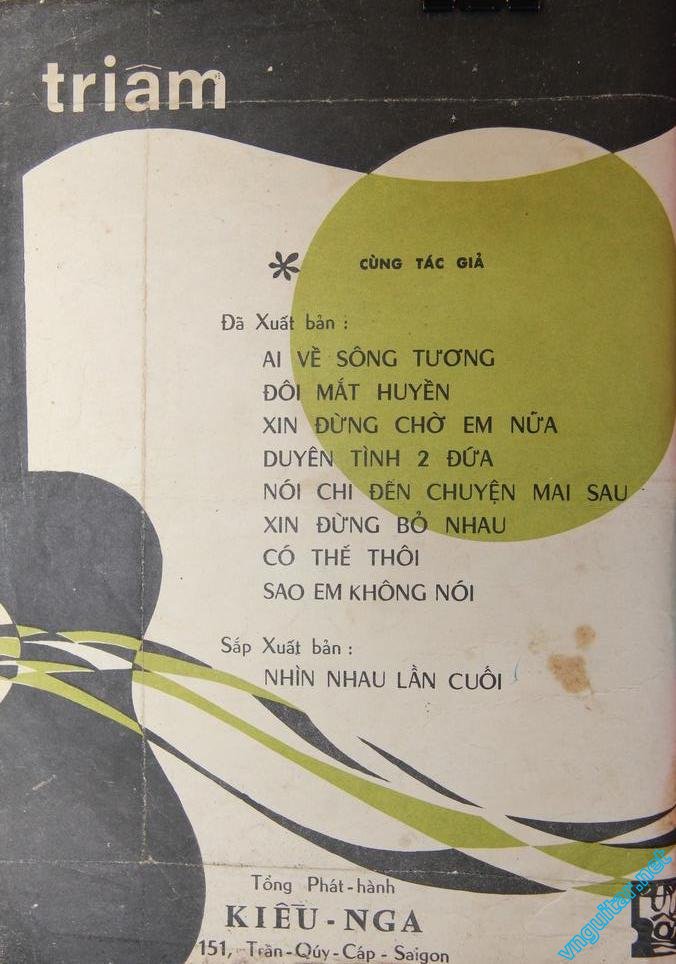 tri âm
CÙNG TÁC GIẢ
Đã Xuất bản :
AI VỀ SÔNG TƯƠNG
ĐÔI MẮT HUYỀN
XIN ĐỪNG CHỜ EM NỮA
DUYÊN TÌNH 2 ĐỨA
NÓI CHI ĐẾN CHUYỆN MAI SAU
XIN ĐỪNG BỎ NHAU
CÓ THẾ THÔI
SAO EM KHÔNG NÓI
Sắp Xuất bản :
NHÌN NHAU LẦN CUỐI
Tổng Phát-hành
KIỀU-NGA
151, Trần-Qúy-Cáp - Saigon
vnguitar.net